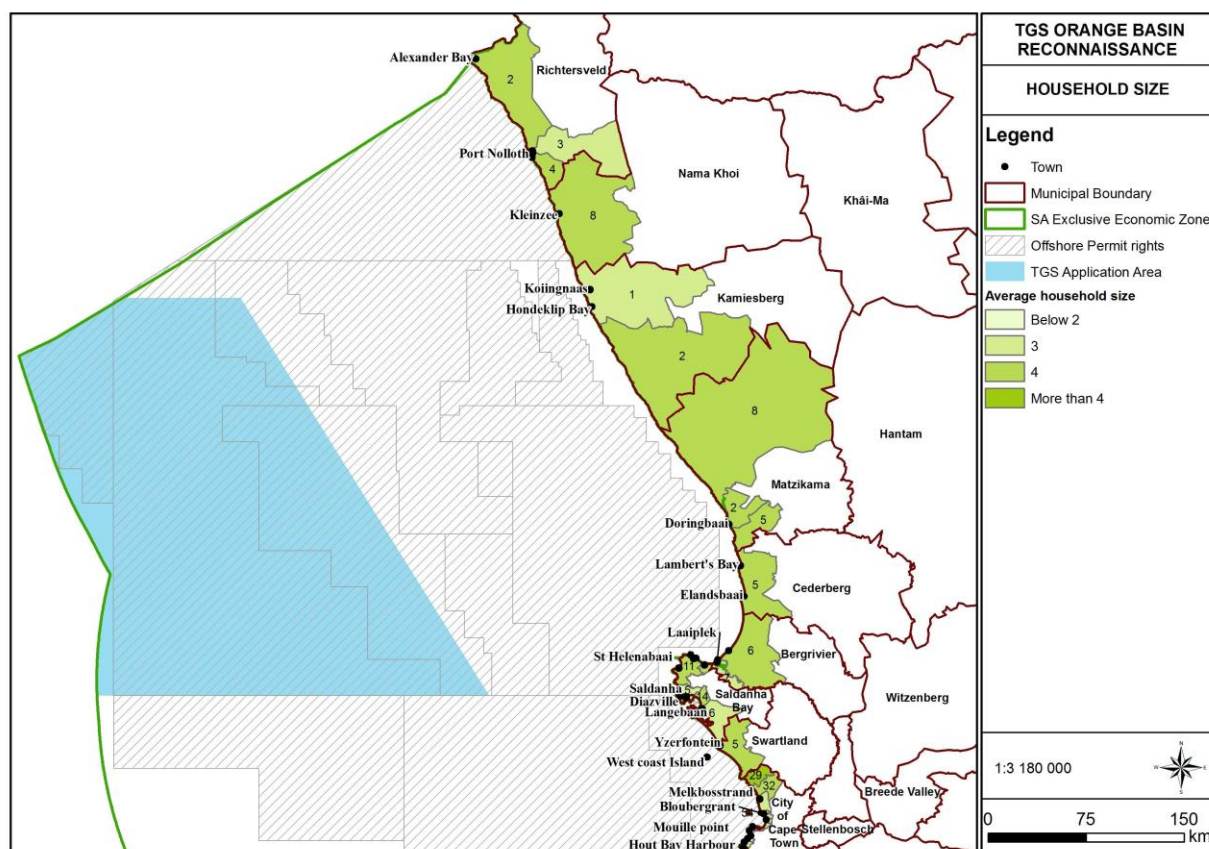 TGS ORANGE BASIN
RECONNAISSANCE
HOUSEHOLD SIZE
Legend
Town
Municipal Boundary
SA Exclusive Economic Zone
Offshore Permit rights
TGS Application Area
Average household size
Below 2
3
4
More than 4
1:3 180 000
N
W
E
S
0
75
150
km
Alexander Bay
2
Richtersveld
3
Port Nolloth
4
Nama Khoi
Khâi-Ma
Kleinzee
8
Koiingnaas
1
Kamiesberg
Hondeklip Bay
2
8
Hantam
Matzikama
2
Doringbaai
5
Lambert's Bay
5
Cederberg
Elandsbaai
Laaiplek
6
Bergrivier
St Helenabaai
11
Witzenberg
Saldanha
5
Diazville
14
Saldanha
Bay
Langebaan
6
Yzerfontein
5
Swartland
West coast Island
29
32
Melkbosstrand
Breede Valley
Bloubergrant
City
of
Cape
Town
Stellenbosch
Mouille point
Hout Bay Harbour